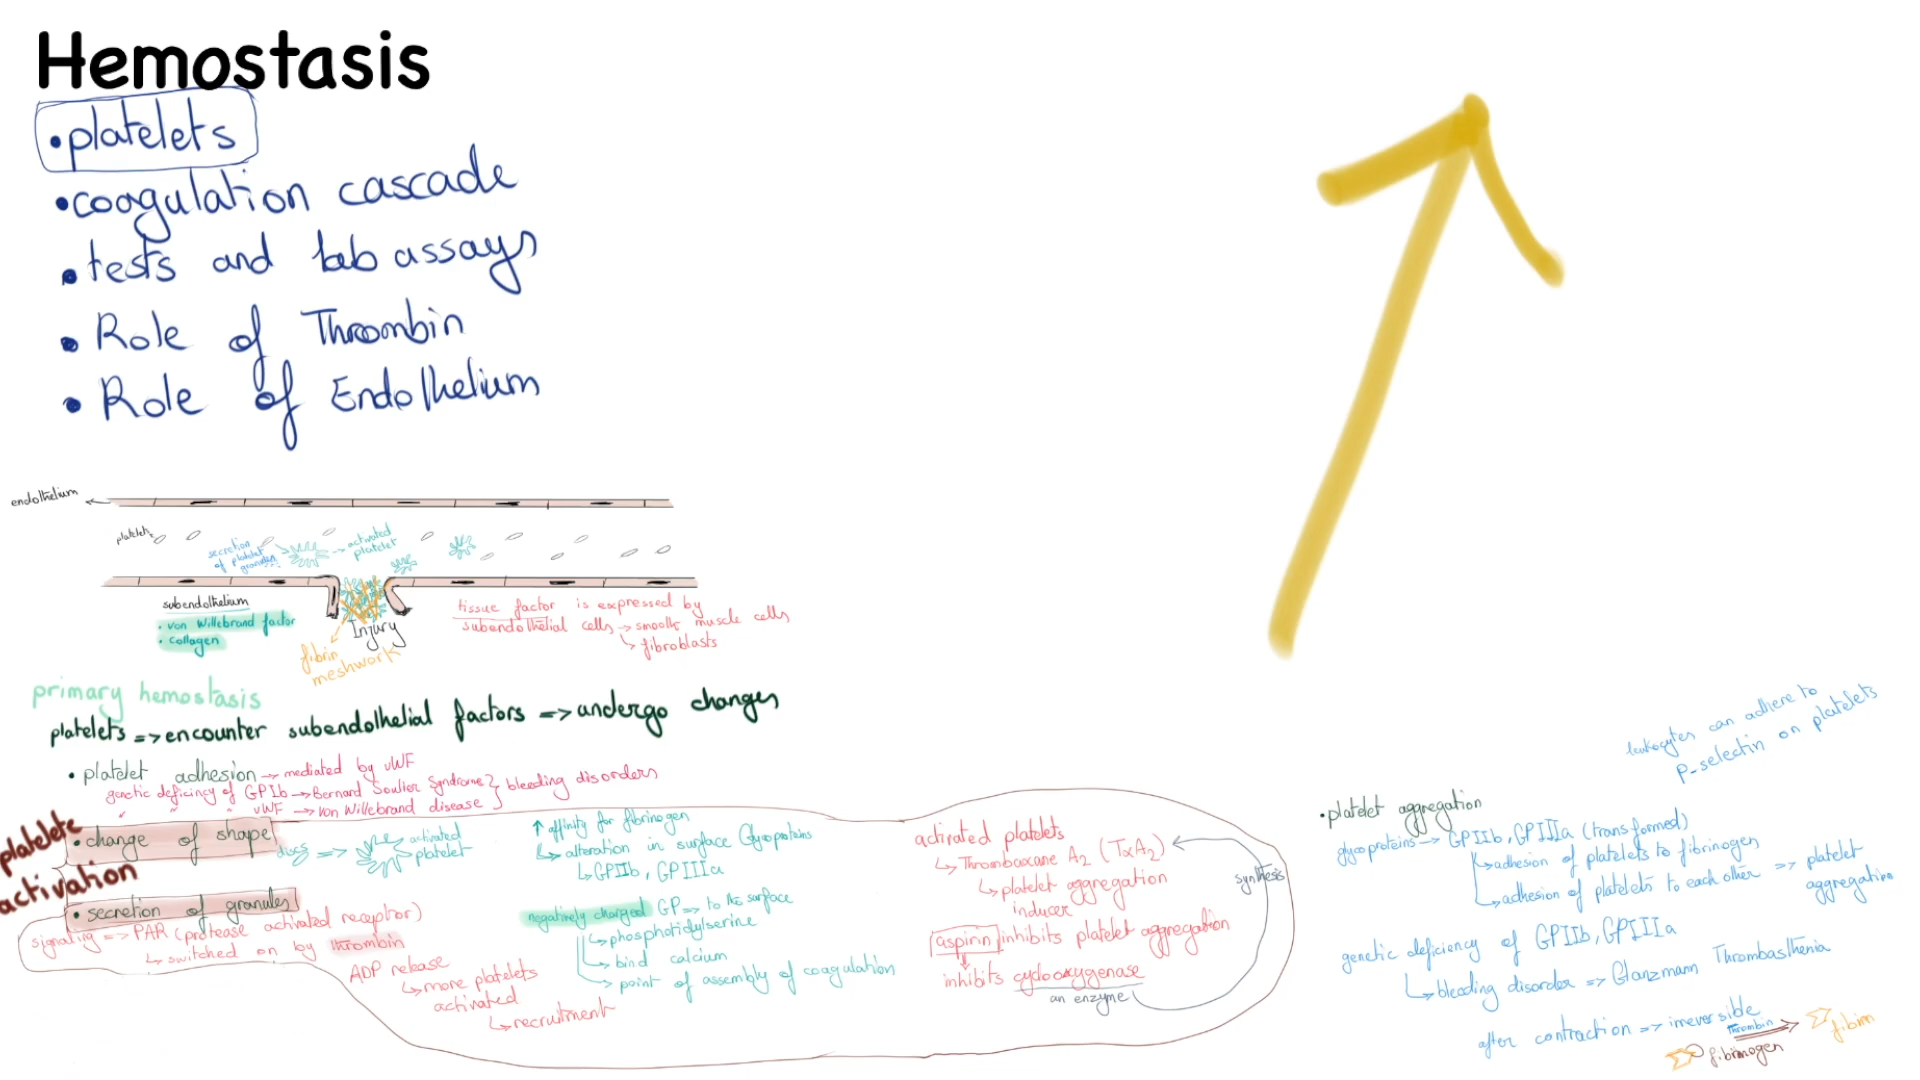 Hemostasis
•platelets
•coagulation cascade
•tests and lab assays
•Role of Thrombin
•Role of Endothelium
endothelium
platelets
secretion
of platelet
granules
activated
platelet
subendothelium
• von Willebrand factor
• collagen
Injury
fibrin
meshwork
tissue factor is expressed by
subendothelial cells → smooth muscle cells
↳ fibroblasts
primary hemostasis
platelets => encounter subendothelial factors => undergo changes
• platelet adhesion → mediated by vWF
genetic deficiency of GPIb → Bernard Soulier Syndrome
" " vWF → von Willebrand disease
bleeding disorders
platelete
activation
• change of shape
discs =>
activated
platelet
• secretion of granules
signaling => PAR (protease activated receptor)
↳ switched on by thrombin
ADP release
↳ more platelets
activated
↳ recruitment
↑ affinity for fibrinogen
↳ alteration in surface Glycoproteins
↳ GPIIb, GPIIIa
negatively charged GP => to the surface
↳ phosphotidylserine
↳ bind calcium
↳ point of assembly of coagulation
activated platelets
↳ Thromboxane A2 (TxA2)
↳ platelet aggregation
inducer
aspirin inhibits platelet aggregation
inhibits cyclooxygenase
an enzyme
synthesis
leukocytes can adhere to
P-selectin on platelets
• platelet aggregation
glycoproteins → GPIIb, GPIIIa (transformed)
↳ adhesion of platelets to fibrinogen
↳ adhesion of platelets to each other => platelet
aggregation
genetic deficiency of GPIIb, GPIIIa
↳ bleeding disorder => Glanzmann Thrombasthenia
after contraction => irreversible
fibrinogen
thrombin
fibrin